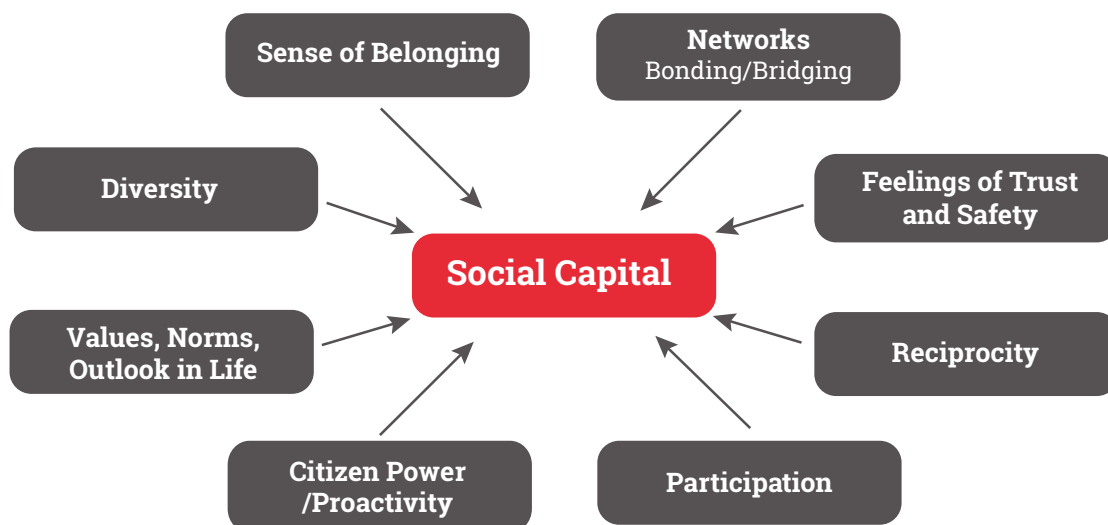 Sense of Belonging
Networks
Bonding/Bridging
Diversity
Feelings of Trust
and Safety
Social Capital
Values, Norms,
Outlook in Life
Reciprocity
Citizen Power
/Proactivity
Participation